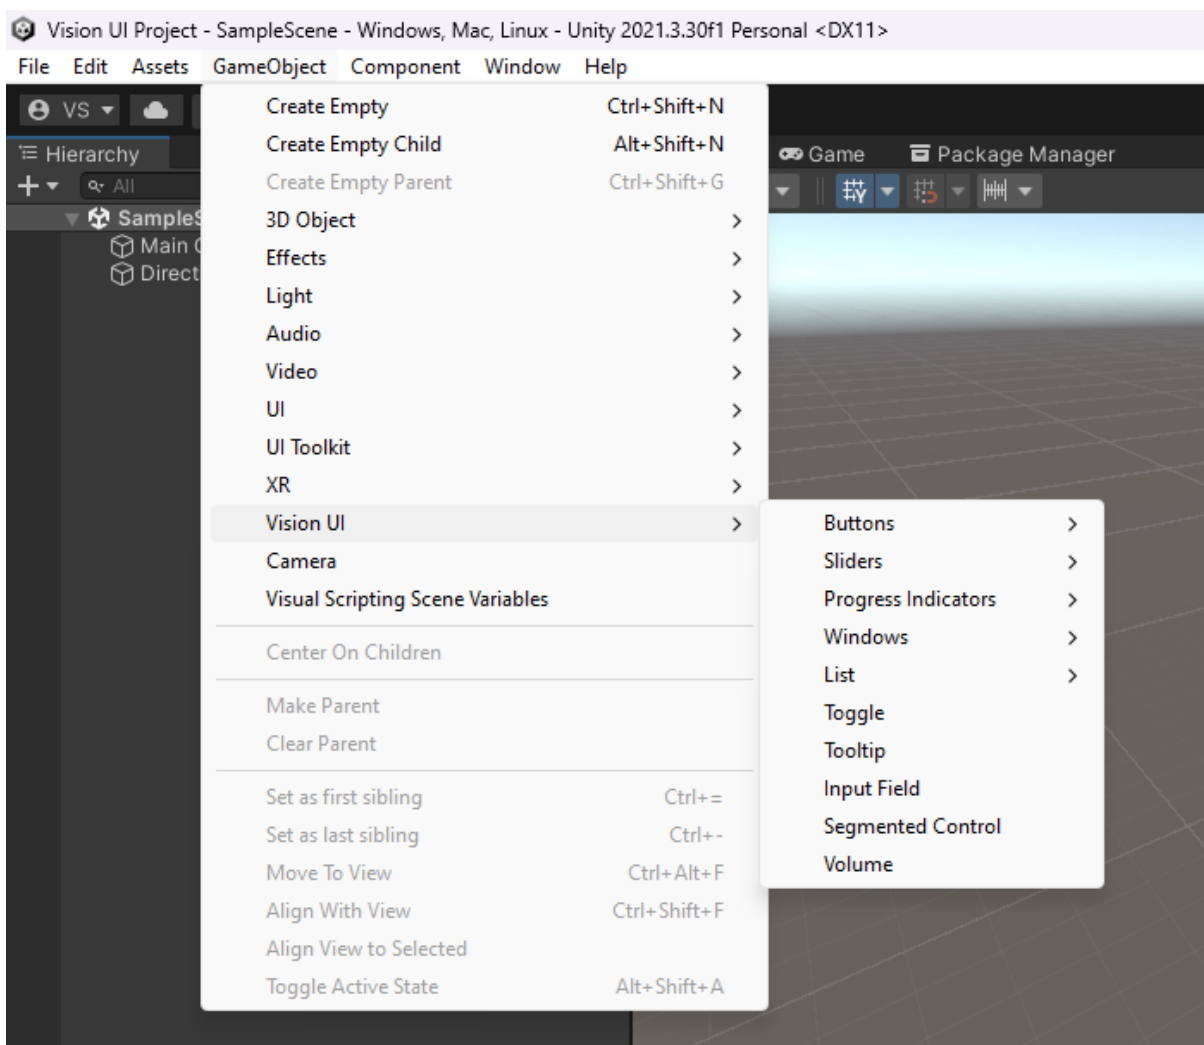 Vision UI Project - SampleScene - Windows, Mac, Linux - Unity 2021.3.30f1 Personal <DX11>
File Edit Assets GameObject Component Window Help
VS
Hierarchy
All
SampleS
Main C
Direct
Create Empty Ctrl+Shift+N
Create Empty Child Alt+Shift+N
Create Empty Parent Ctrl+Shift+G
3D Object
Effects
Light
Audio
Video
UI
UI Toolkit
XR
Vision UI
Camera
Visual Scripting Scene Variables
Center On Children
Make Parent
Clear Parent
Set as first sibling Ctrl+=
Set as last sibling Ctrl+-
Move To View Ctrl+Alt+F
Align With View Ctrl+Shift+F
Align View to Selected
Toggle Active State Alt+Shift+A
Game Package Manager
Buttons
Sliders
Progress Indicators
Windows
List
Toggle
Tooltip
Input Field
Segmented Control
Volume